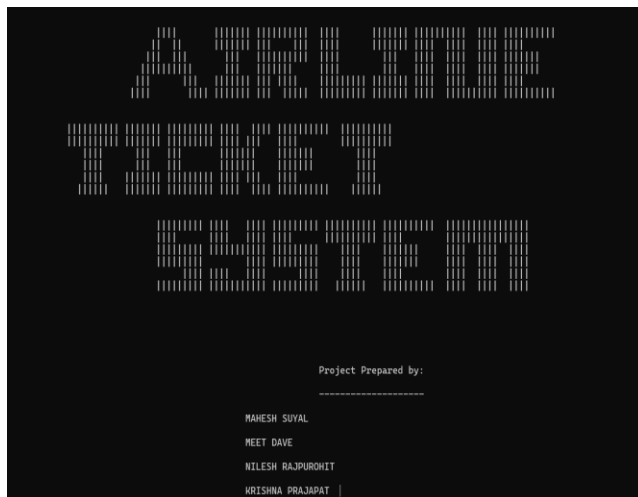 AIRLINE
TICKET
SYSTEM
Project Prepared by:
--------------------
MAHESH SUYAL
MEET DAVE
NILESH RAJPUROHIT
KRISHNA PRAJAPAT